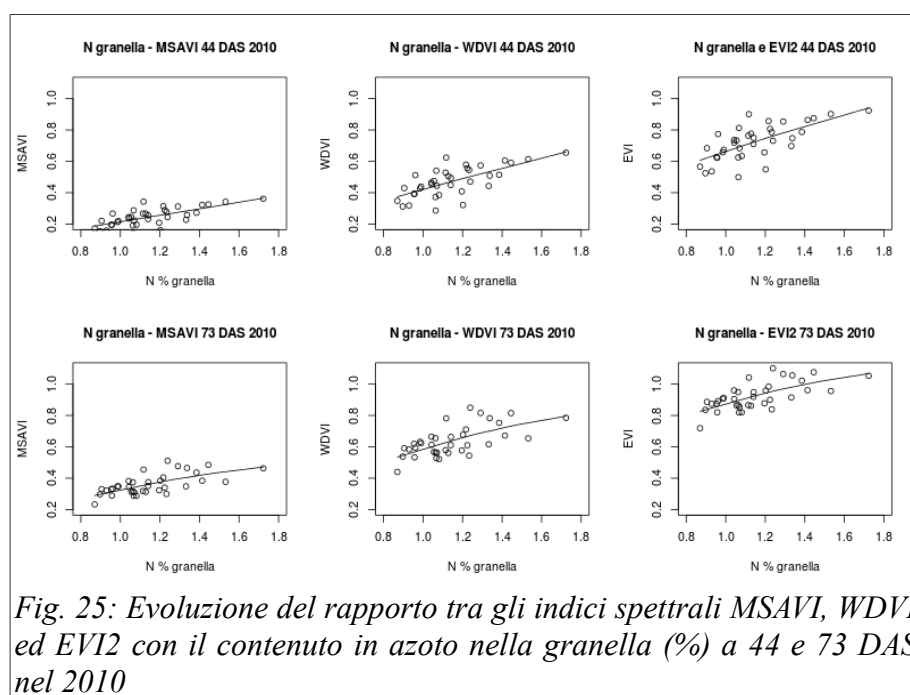 N granella - MSAVI 44 DAS 2010
N granella - WDVI 44 DAS 2010
N granella e EVI2 44 DAS 2010
MSAVI
0.2 0.4 0.6 0.8 1.0
0.8 1.0 1.2 1.4 1.6 1.8
N % granella
WDVI
0.2 0.4 0.6 0.8 1.0
0.8 1.0 1.2 1.4 1.6 1.8
N % granella
EVI
0.2 0.4 0.6 0.8 1.0
0.8 1.0 1.2 1.4 1.6 1.8
N % granella
N granella - MSAVI 73 DAS 2010
N granella - WDVI 73 DAS 2010
N granella - EVI2 73 DAS 2010
MSAVI
0.2 0.4 0.6 0.8 1.0
0.8 1.0 1.2 1.4 1.6 1.8
N % granella
WDVI
0.2 0.4 0.6 0.8 1.0
0.8 1.0 1.2 1.4 1.6 1.8
N % granella
EVI
0.2 0.4 0.6 0.8 1.0
0.8 1.0 1.2 1.4 1.6 1.8
N % granella
Fig. 25: Evoluzione del rapporto tra gli indici spettrali MSAVI, WDVI
ed EVI2 con il contenuto in azoto nella granella (%) a 44 e 73 DAS
nel 2010